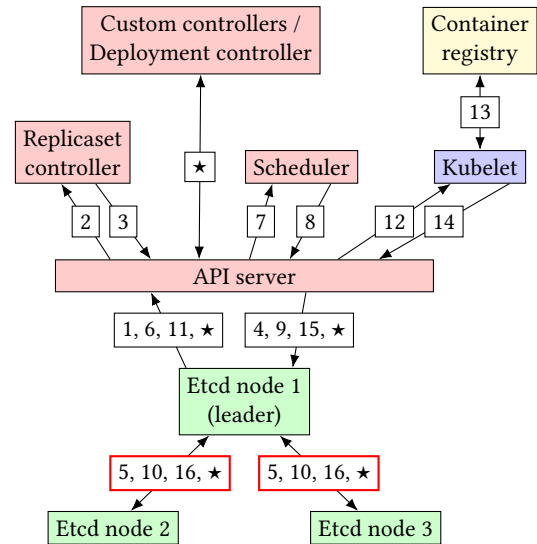 Custom controllers /
Deployment controller
Container
registry
13
Replicaset
controller
★
Scheduler
Kubelet
2
3
7
8
12
14
API server
1, 6, 11, ★
4, 9, 15, ★
Etcd node 1
(leader)
5, 10, 16, ★
5, 10, 16, ★
Etcd node 2
Etcd node 3